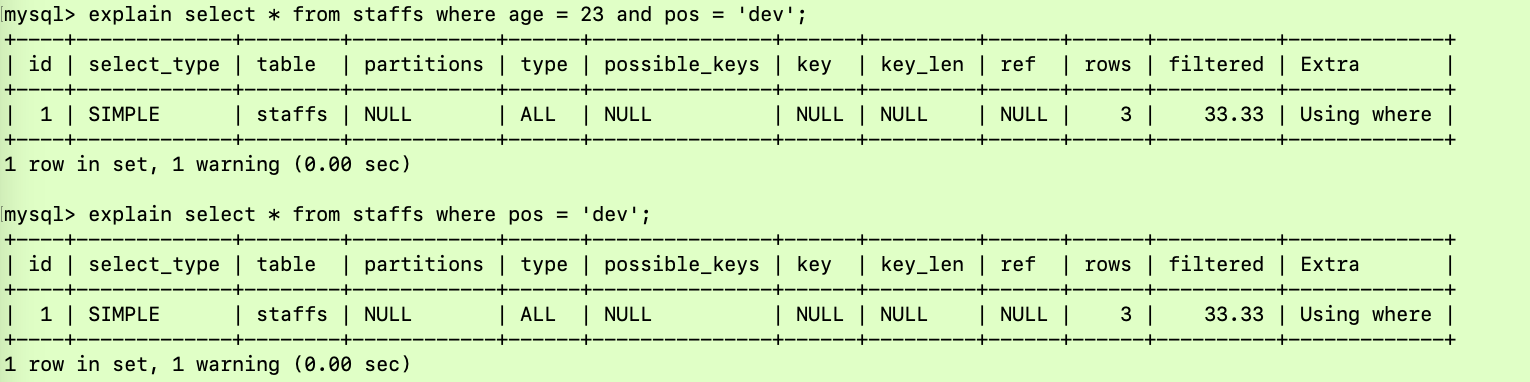 mysql> explain select * from staffs where age = 23 and pos = 'dev';
+----+-------------+--------+------------+------+---------------+------+---------+------+------+----------+-------------+
| id | select_type | table  | partitions | type | possible_keys | key  | key_len | ref  | rows | filtered | Extra       |
+----+-------------+--------+------------+------+---------------+------+---------+------+------+----------+-------------+
|  1 | SIMPLE      | staffs | NULL       | ALL  | NULL          | NULL | NULL    | NULL |    3 |    33.33 | Using where |
+----+-------------+--------+------------+------+---------------+------+---------+------+------+----------+-------------+
1 row in set, 1 warning (0.00 sec)

mysql> explain select * from staffs where pos = 'dev';
+----+-------------+--------+------------+------+---------------+------+---------+------+------+----------+-------------+
| id | select_type | table  | partitions | type | possible_keys | key  | key_len | ref  | rows | filtered | Extra       |
+----+-------------+--------+------------+------+---------------+------+---------+------+------+----------+-------------+
|  1 | SIMPLE      | staffs | NULL       | ALL  | NULL          | NULL | NULL    | NULL |    3 |    33.33 | Using where |
+----+-------------+--------+------------+------+---------------+------+---------+------+------+----------+-------------+
1 row in set, 1 warning (0.00 sec)